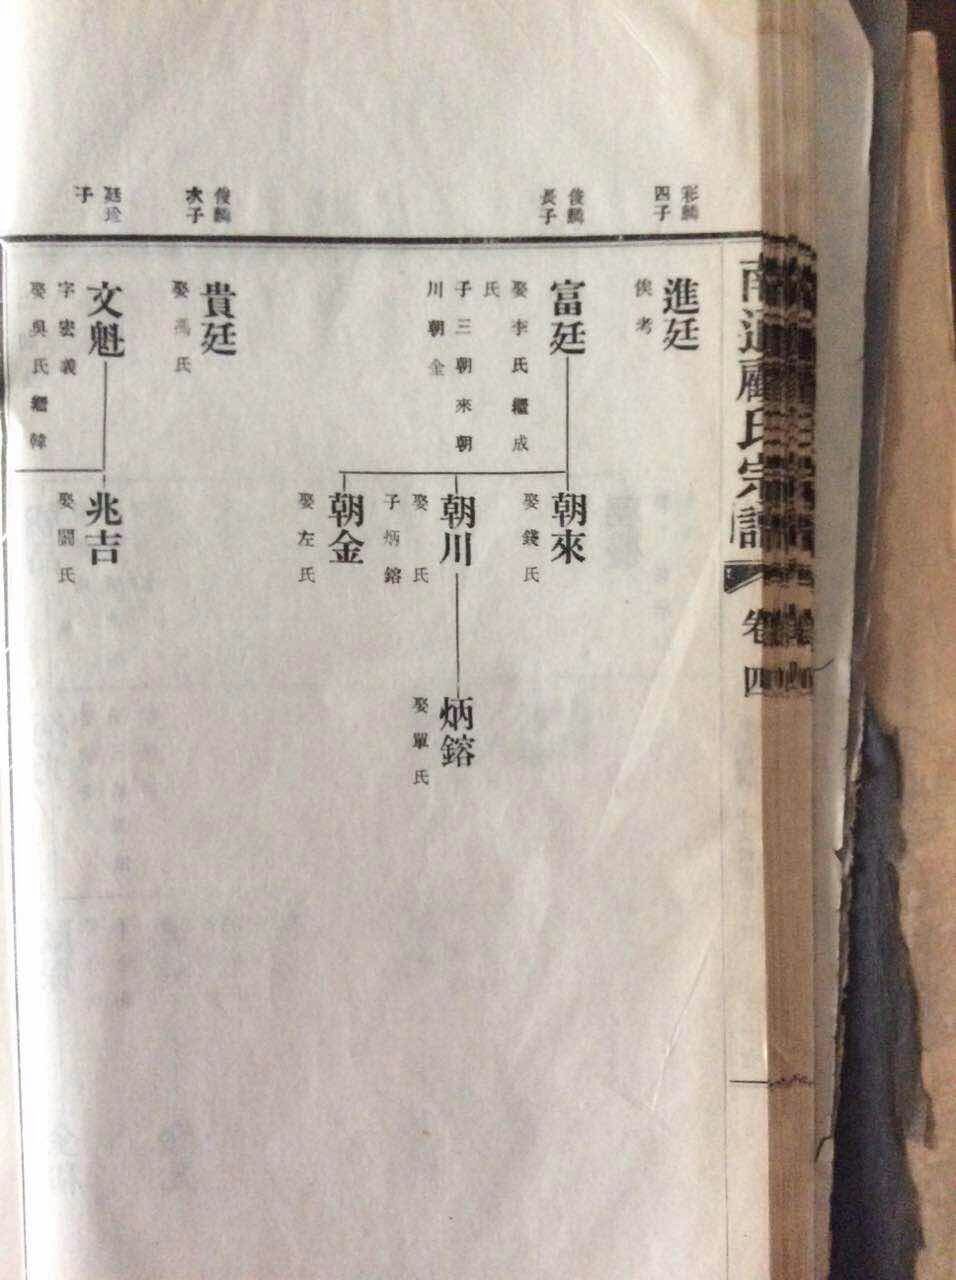 南通顧氏宗譜
卷四
彩麟
四子
進廷
俟考
俊麟
長子
富廷
娶李氏繼成
氏
子三朝來朝
川朝金
朝來
娶錢氏
朝川
娶氏
子炳鎔
炳鎔
娶單氏
朝金
娶左氏
俊麟
次子
貴廷
娶馮氏
廷瑄
子
文魁
字宏義
娶吳氏繼韓
兆吉
娶闞氏